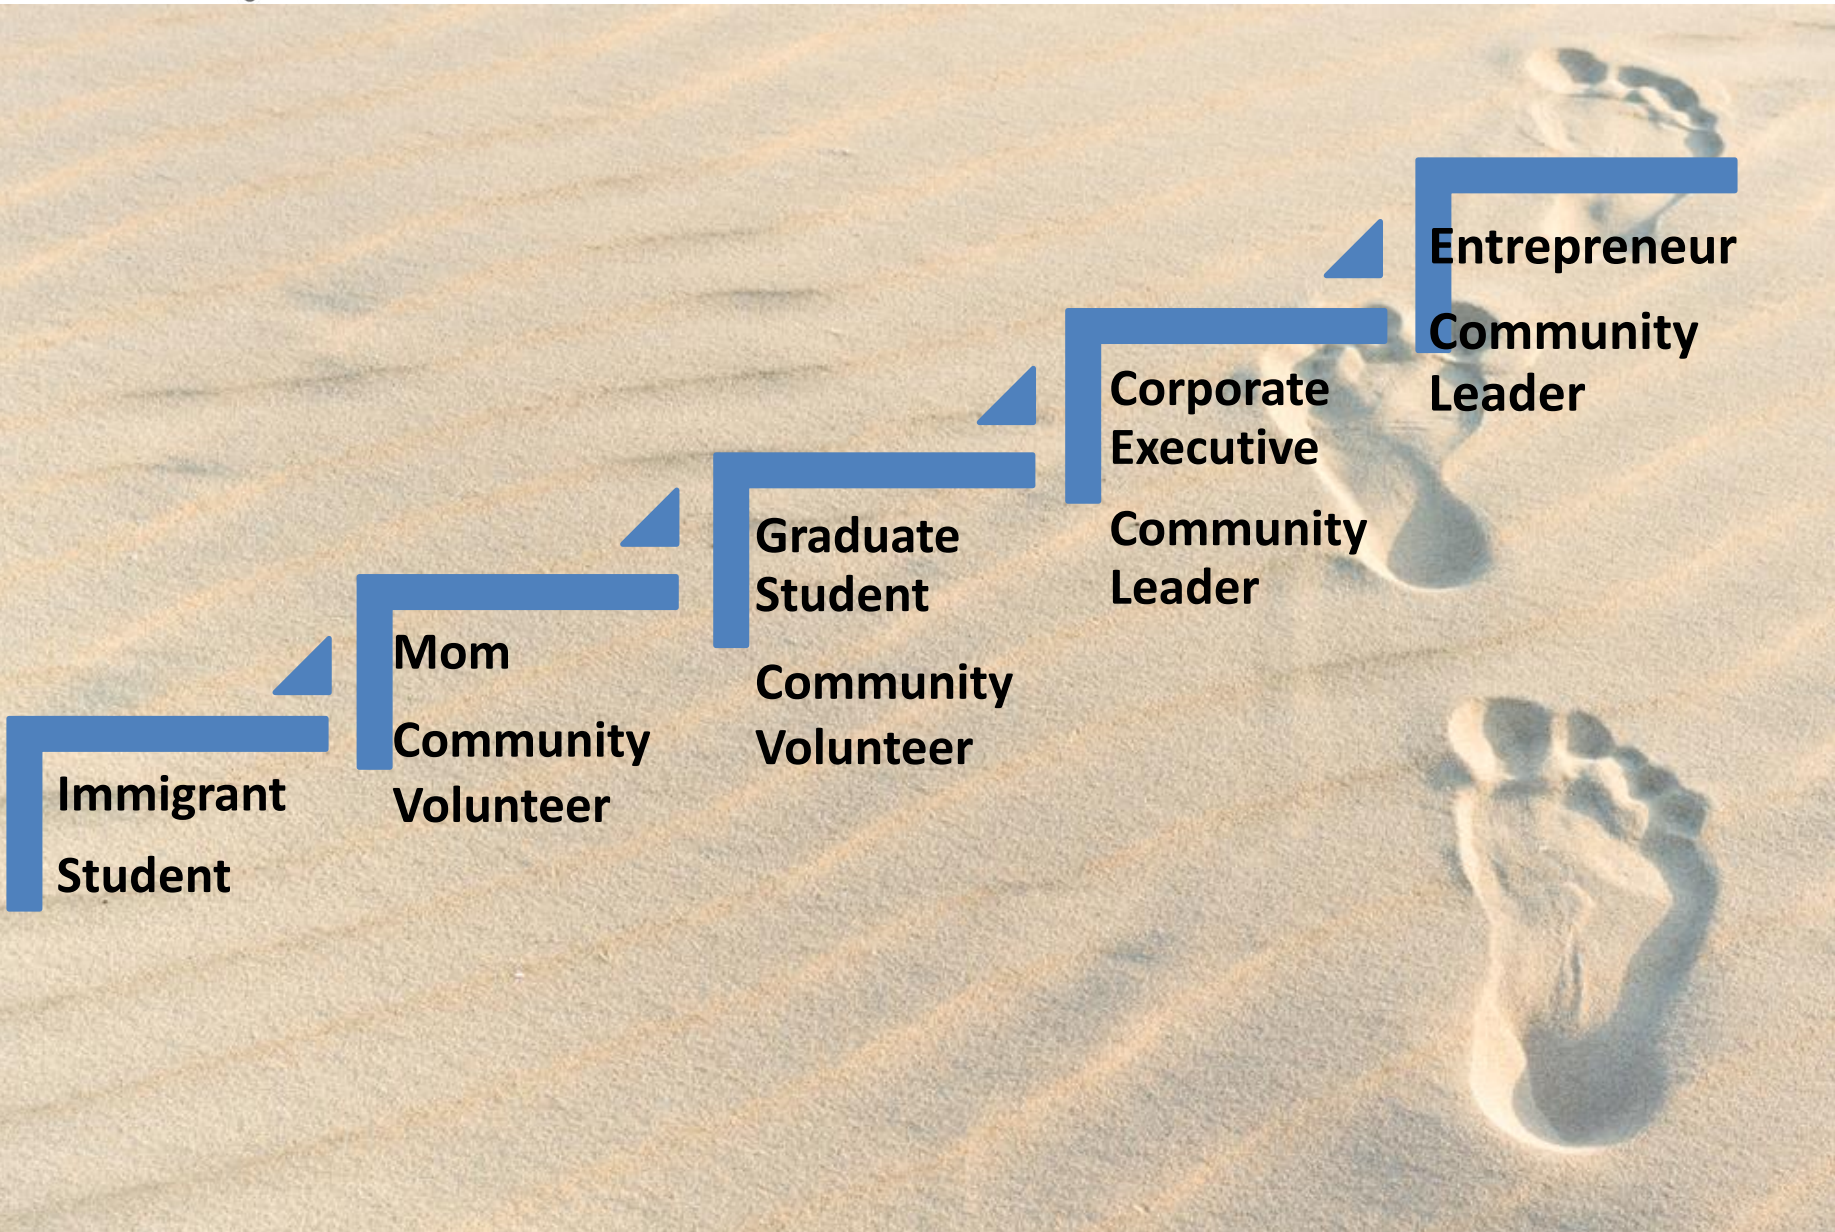 Immigrant
Student
Mom
Community
Volunteer
Graduate
Student
Community
Volunteer
Corporate
Executive
Community
Leader
Entrepreneur
Community
Leader